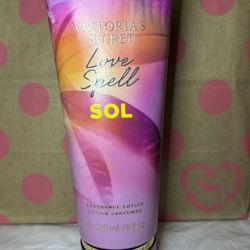 VICTORIA'S
SECRET
Love
Spell
SOL
FRAGRANCE LOTION
LOTION PARFUMÉE